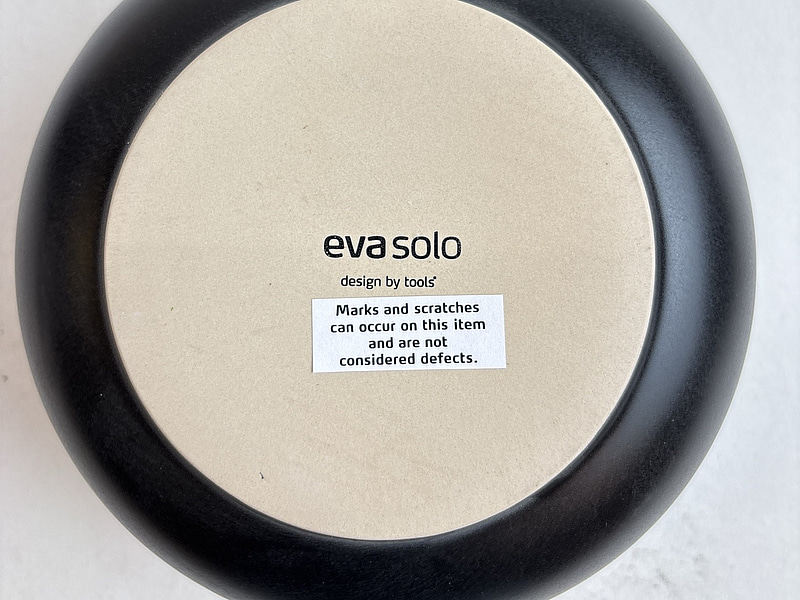 eva solo
design by tools®
Marks and scratches
can occur on this item
and are not
considered defects.